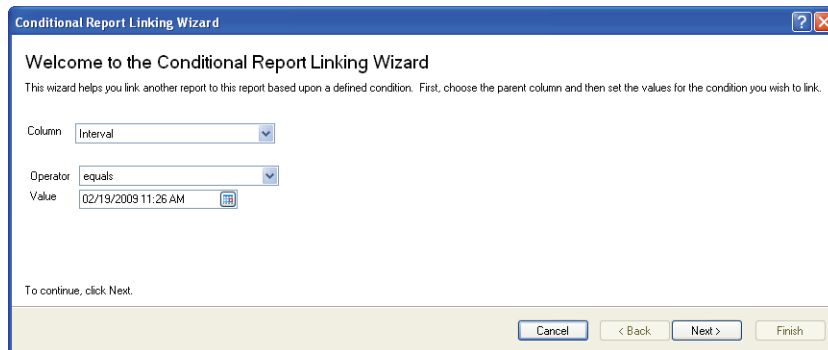 Conditional Report Linking Wizard
Welcome to the Conditional Report Linking Wizard
This wizard helps you link another report to this report based upon a defined condition. First, choose the parent column and then set the values for the condition you wish to link.
Column Interval
Operator equals
Value 02/19/2009 11:26 AM
To continue, click Next.
Cancel < Back Next > Finish